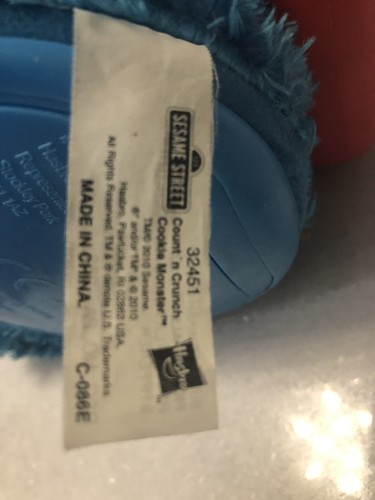 SESAME STREET
Hasbro
32451
Count 'n Crunch
Cookie Monster™
TM/© 2010 Sesame.
®* and/or TM* & © 2010
Hasbro, Pawtucket, RI 02862 USA.
All Rights Reserved. TM & ® denote U.S. Trademarks.
MADE IN CHINA.
C-086E